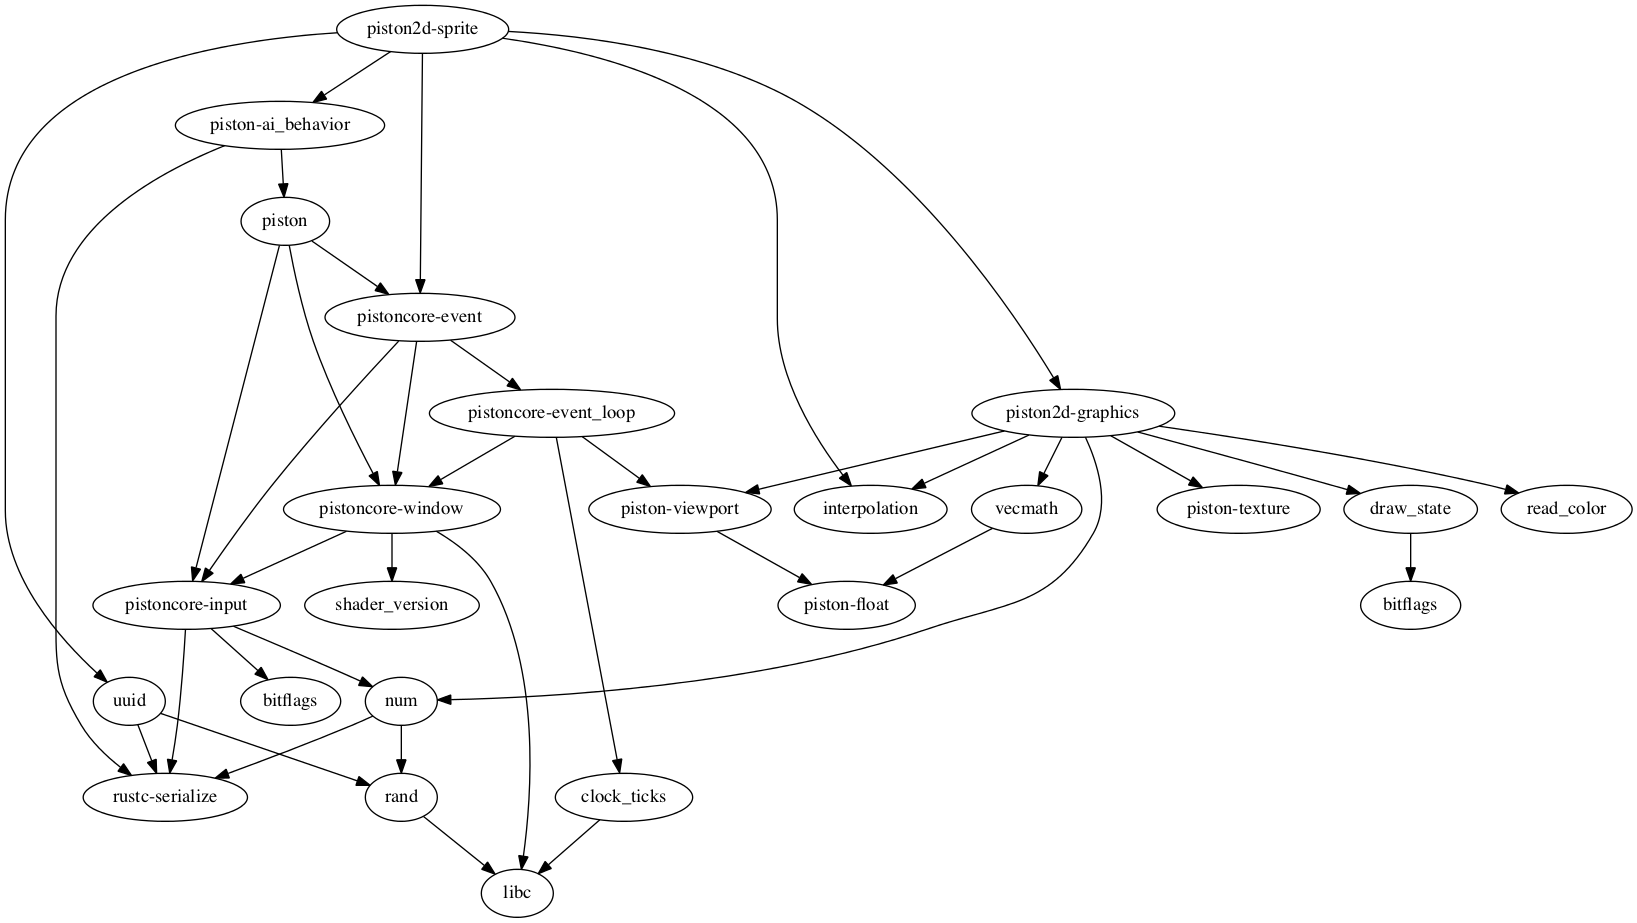 piston2d-sprite
piston-ai_behavior
piston
pistoncore-event
pistoncore-event_loop
piston2d-graphics
pistoncore-window
piston-viewport
interpolation
vecmath
piston-texture
draw_state
read_color
pistoncore-input
shader_version
piston-float
bitflags
uuid
bitflags
num
rustc-serialize
rand
clock_ticks
libc